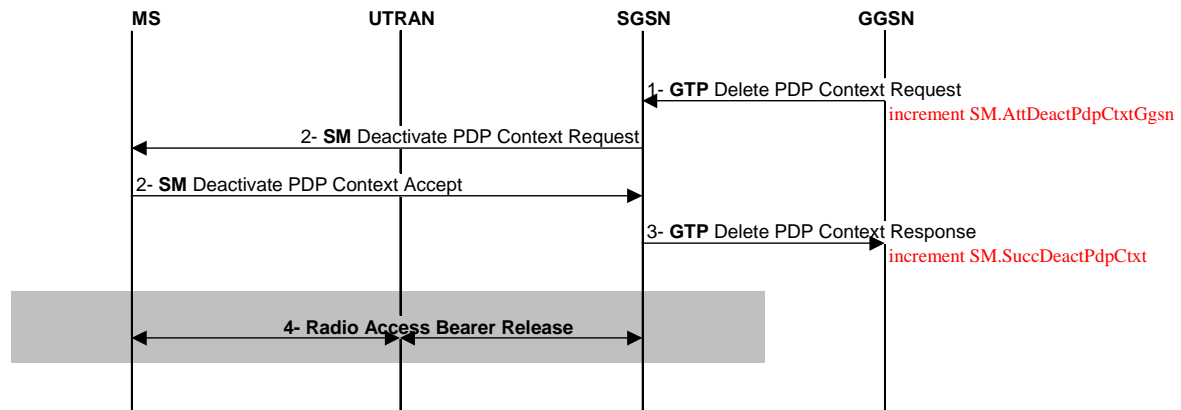 MS UTRAN SGSN GGSN
1- GTP Delete PDP Context Request
increment SM.AttDeactPdpCtxtGgsn
2- SM Deactivate PDP Context Request
2- SM Deactivate PDP Context Accept
3- GTP Delete PDP Context Response
increment SM.SuccDeactPdpCtxt
4- Radio Access Bearer Release